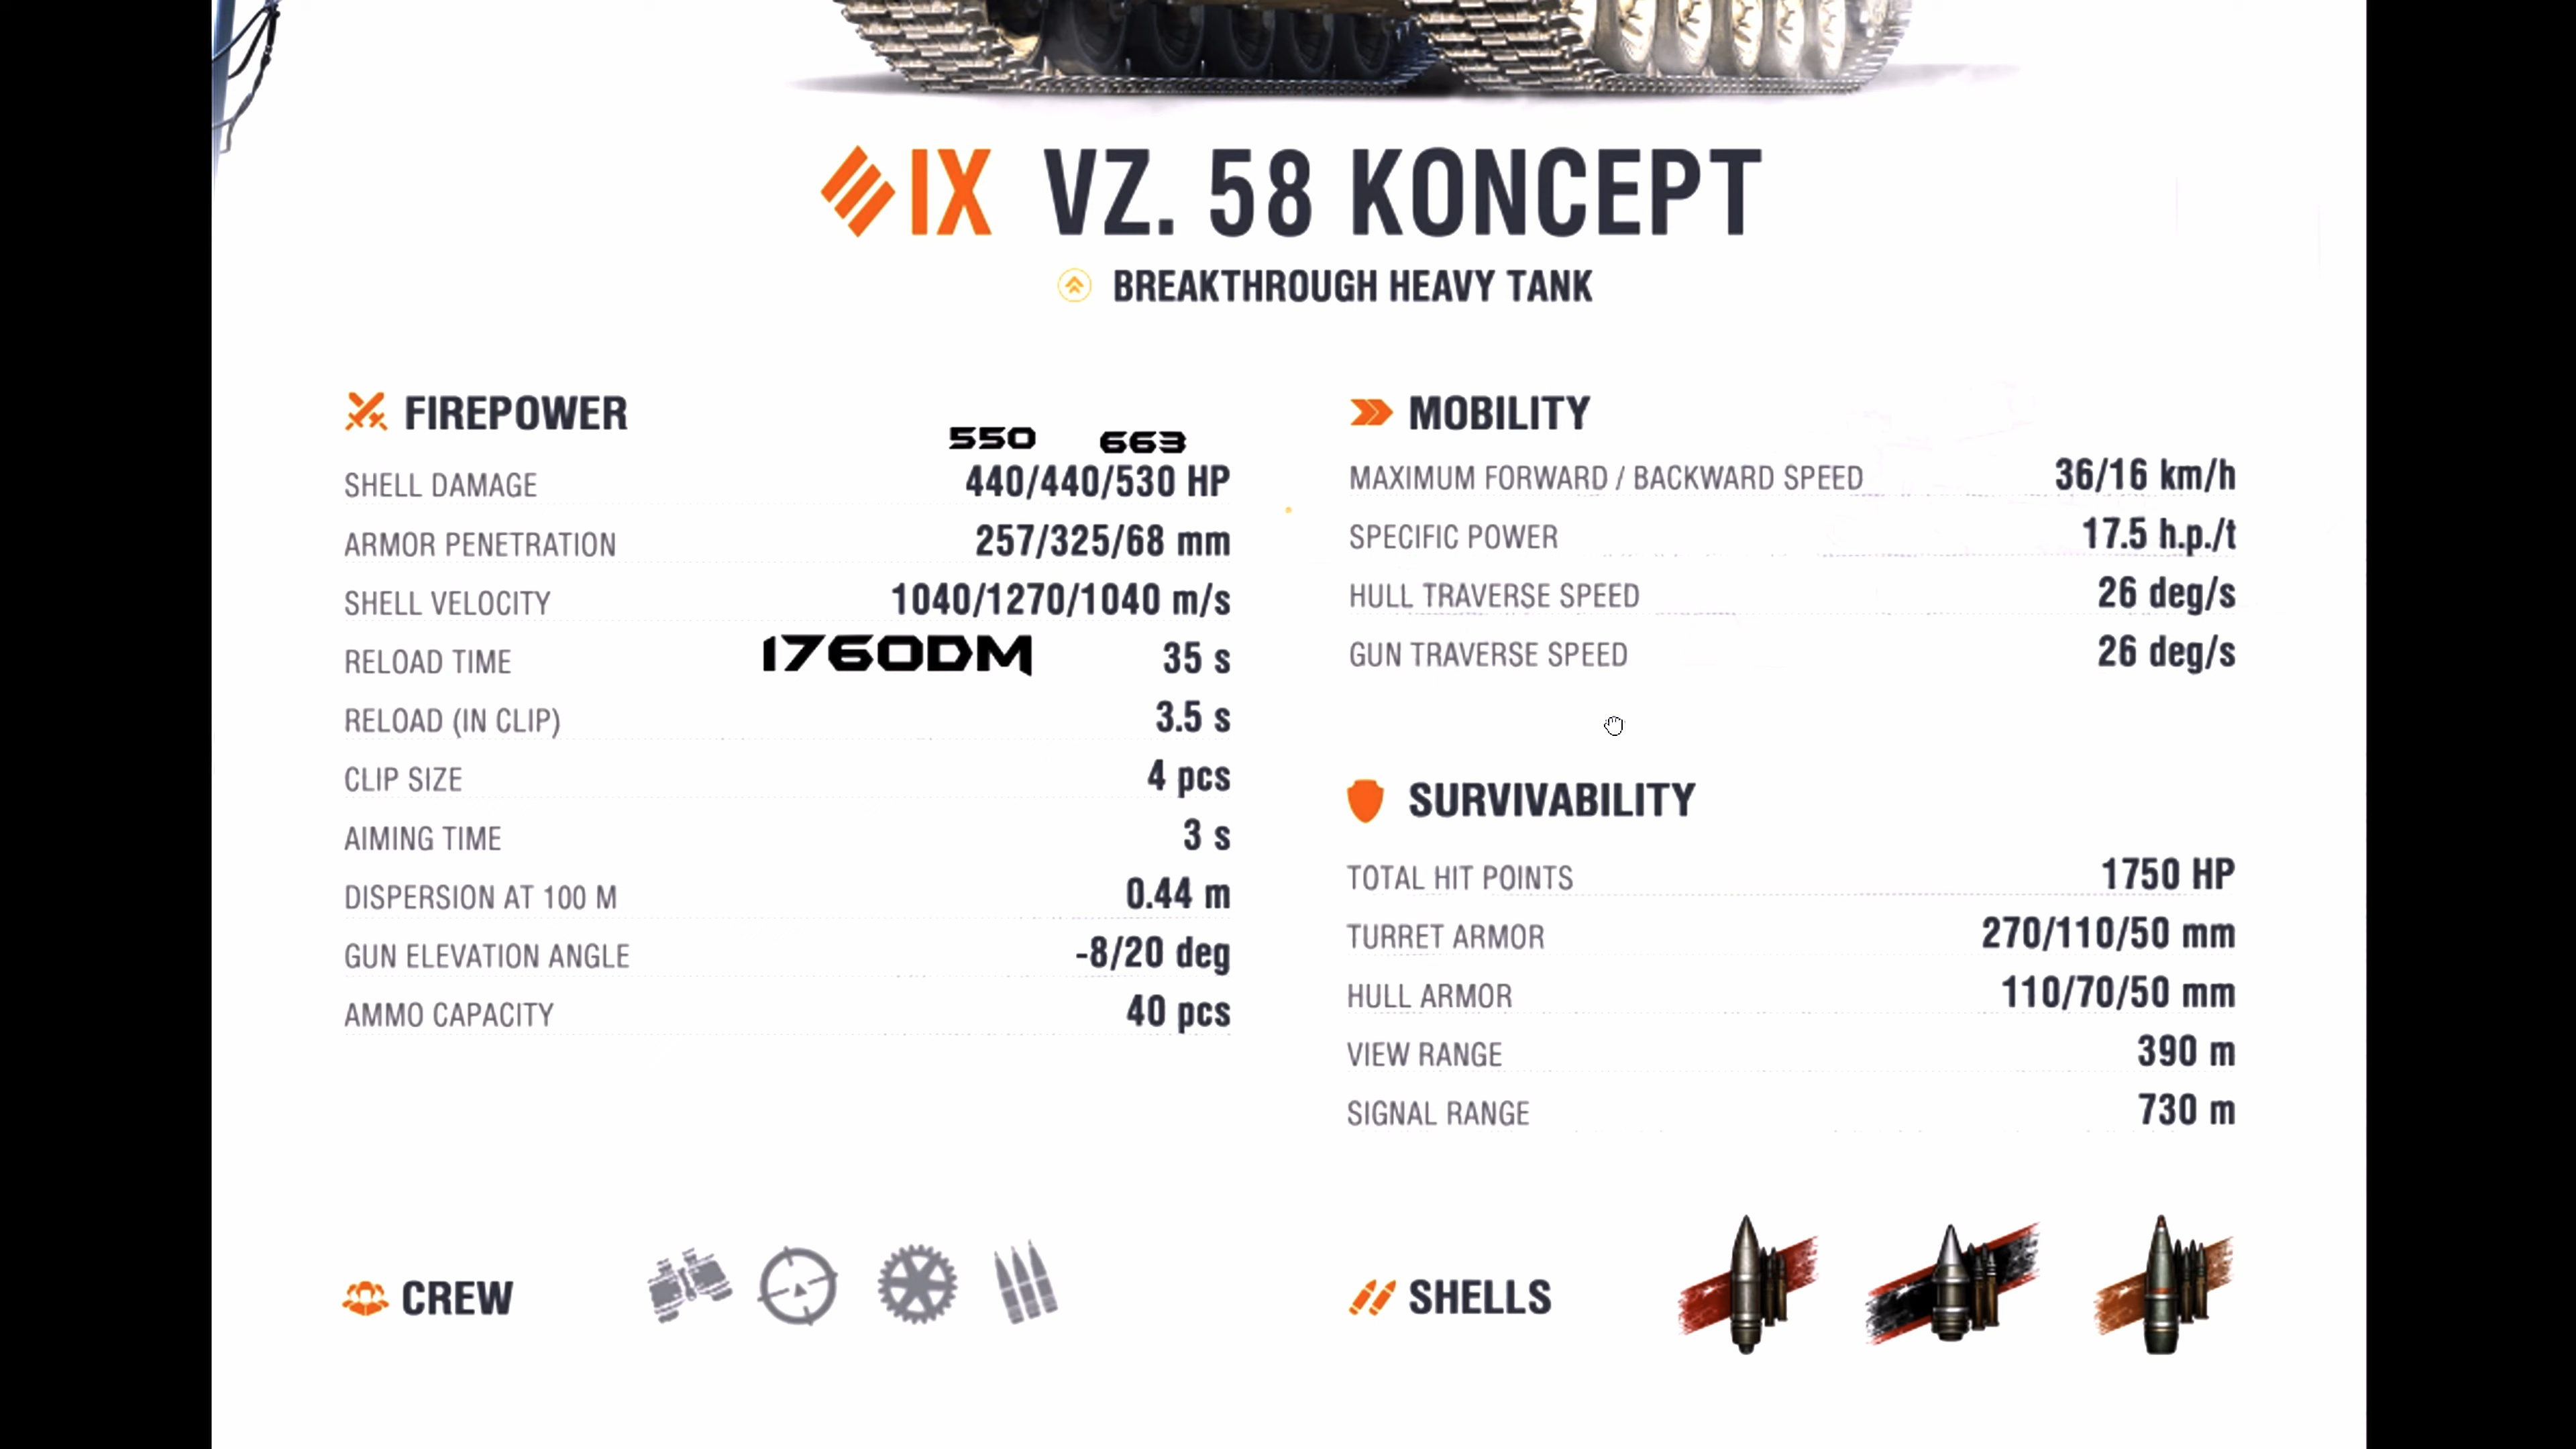 IX VZ. 58 KONCEPT
BREAKTHROUGH HEAVY TANK
FIREPOWER
550 663
SHELL DAMAGE 440/440/530 HP
ARMOR PENETRATION 257/325/68 mm
SHELL VELOCITY 1040/1270/1040 m/s
RELOAD TIME 1760DM 35 s
RELOAD (IN CLIP) 3.5 s
CLIP SIZE 4 pcs
AIMING TIME 3 s
DISPERSION AT 100 M 0.44 m
GUN ELEVATION ANGLE -8/20 deg
AMMO CAPACITY 40 pcs
MOBILITY
MAXIMUM FORWARD / BACKWARD SPEED 36/16 km/h
SPECIFIC POWER 17.5 h.p./t
HULL TRAVERSE SPEED 26 deg/s
GUN TRAVERSE SPEED 26 deg/s
SURVIVABILITY
TOTAL HIT POINTS 1750 HP
TURRET ARMOR 270/110/50 mm
HULL ARMOR 110/70/50 mm
VIEW RANGE 390 m
SIGNAL RANGE 730 m
CREW
SHELLS